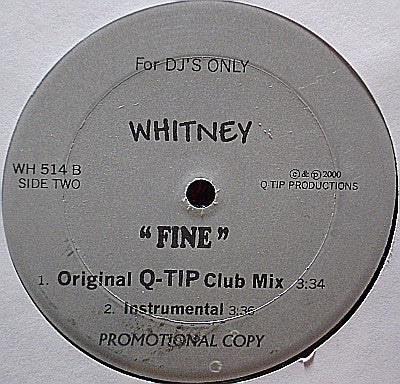 For DJ'S ONLY
WHITNEY
WH 514 B
SIDE TWO
© & ℗ 2000
Q-TIP PRODUCTIONS
"FINE"
1. Original Q-TIP Club Mix 3:34
2. Instrumental 3:36
PROMOTIONAL COPY